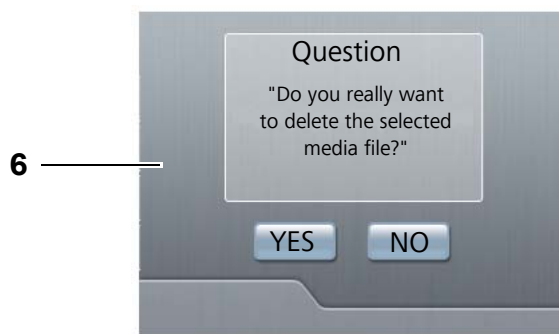 Question
"Do you really want
to delete the selected
media file?"
6
YES NO